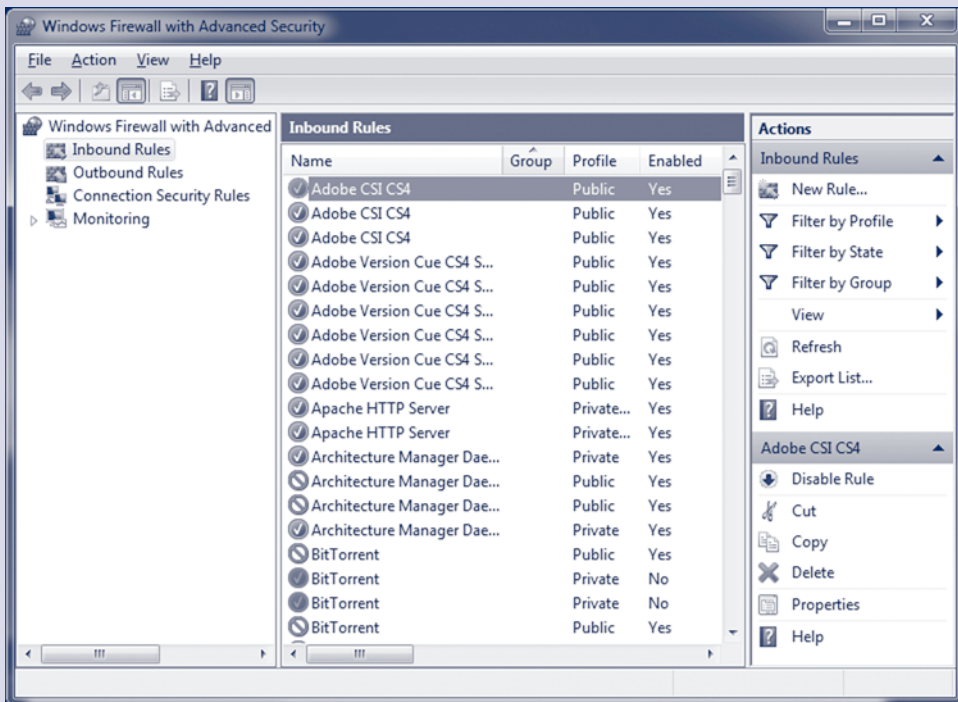 Windows Firewall with Advanced Security
File Action View Help
Windows Firewall with Advanced
Inbound Rules
Outbound Rules
Connection Security Rules
Monitoring
Inbound Rules
Name Group Profile Enabled
Adobe CSI CS4 Public Yes
Adobe CSI CS4 Public Yes
Adobe CSI CS4 Public Yes
Adobe Version Cue CS4 S... Public Yes
Adobe Version Cue CS4 S... Public Yes
Adobe Version Cue CS4 S... Public Yes
Adobe Version Cue CS4 S... Public Yes
Adobe Version Cue CS4 S... Public Yes
Adobe Version Cue CS4 S... Public Yes
Apache HTTP Server Private... Yes
Apache HTTP Server Private... Yes
Architecture Manager Dae... Private Yes
Architecture Manager Dae... Public Yes
Architecture Manager Dae... Public Yes
Architecture Manager Dae... Private Yes
BitTorrent Public Yes
BitTorrent Private No
BitTorrent Private No
BitTorrent Public Yes
Actions
Inbound Rules
New Rule...
Filter by Profile
Filter by State
Filter by Group
View
Refresh
Export List...
Help
Adobe CSI CS4
Disable Rule
Cut
Copy
Delete
Properties
Help